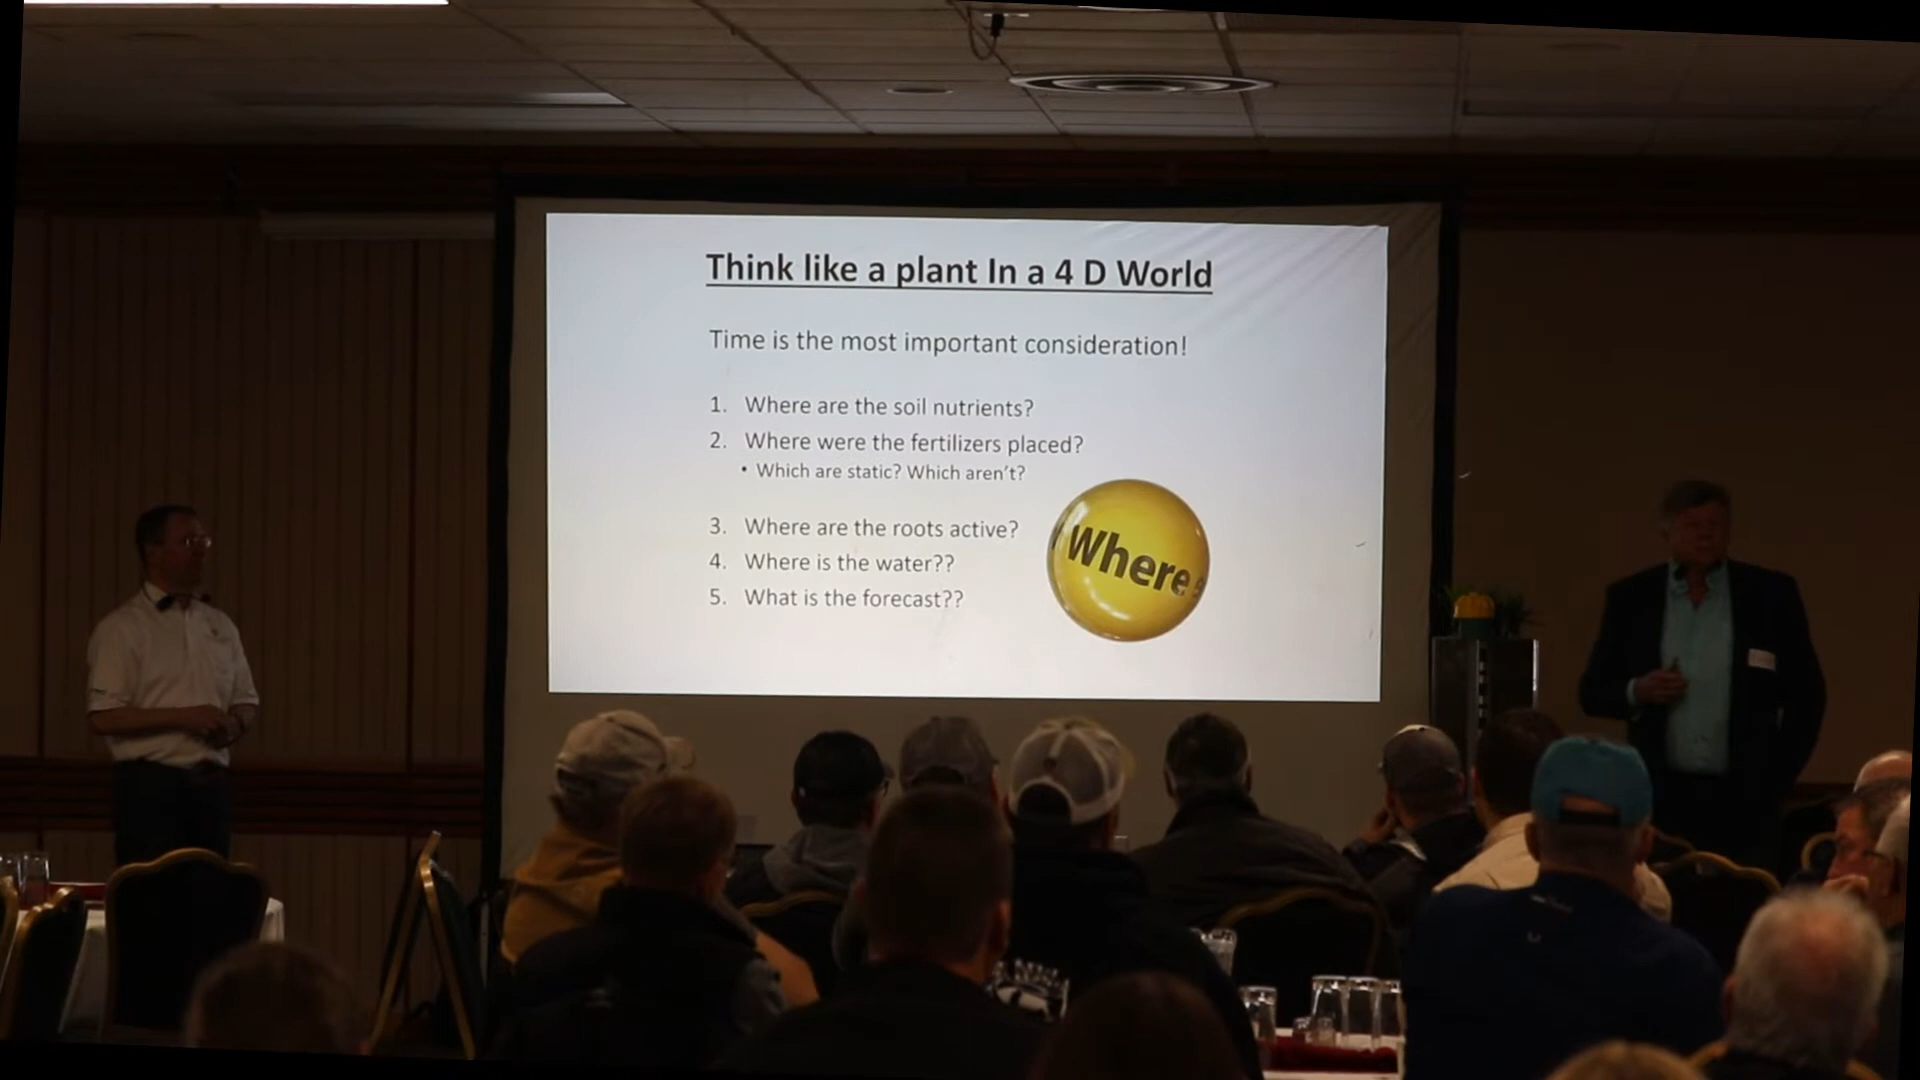 Think like a plant In a 4 D World
Time is the most important consideration!
1. Where are the soil nutrients?
2. Where were the fertilizers placed?
• Which are static? Which aren't?
3. Where are the roots active?
4. Where is the water??
5. What is the forecast??
Where